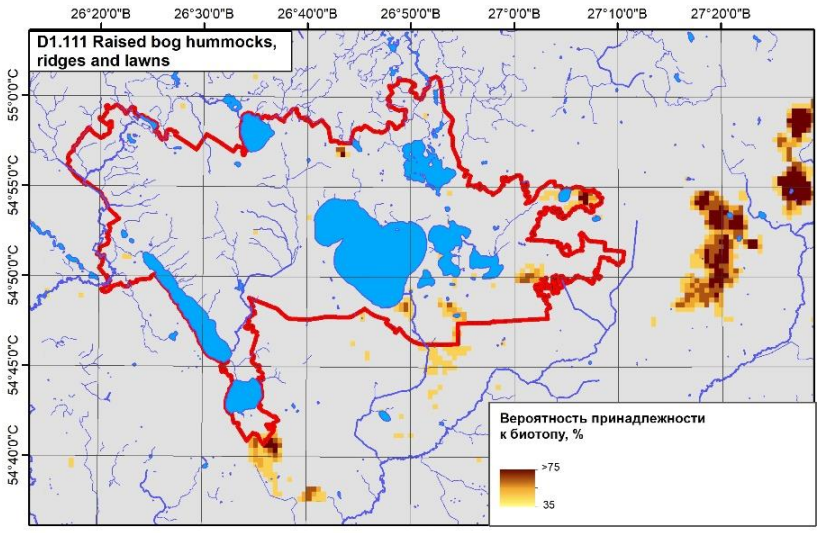 26°20'0"В 26°30'0"В 26°40'0"В 26°50'0"В 27°0'0"В 27°10'0"В 27°20'0"В
D1.111 Raised bog hummocks,
ridges and lawns
55°0'0"С
54°55'0"С
54°50'0"С
54°45'0"С
54°40'0"С
Вероятность принадлежности
к биотопу, %
>75
35